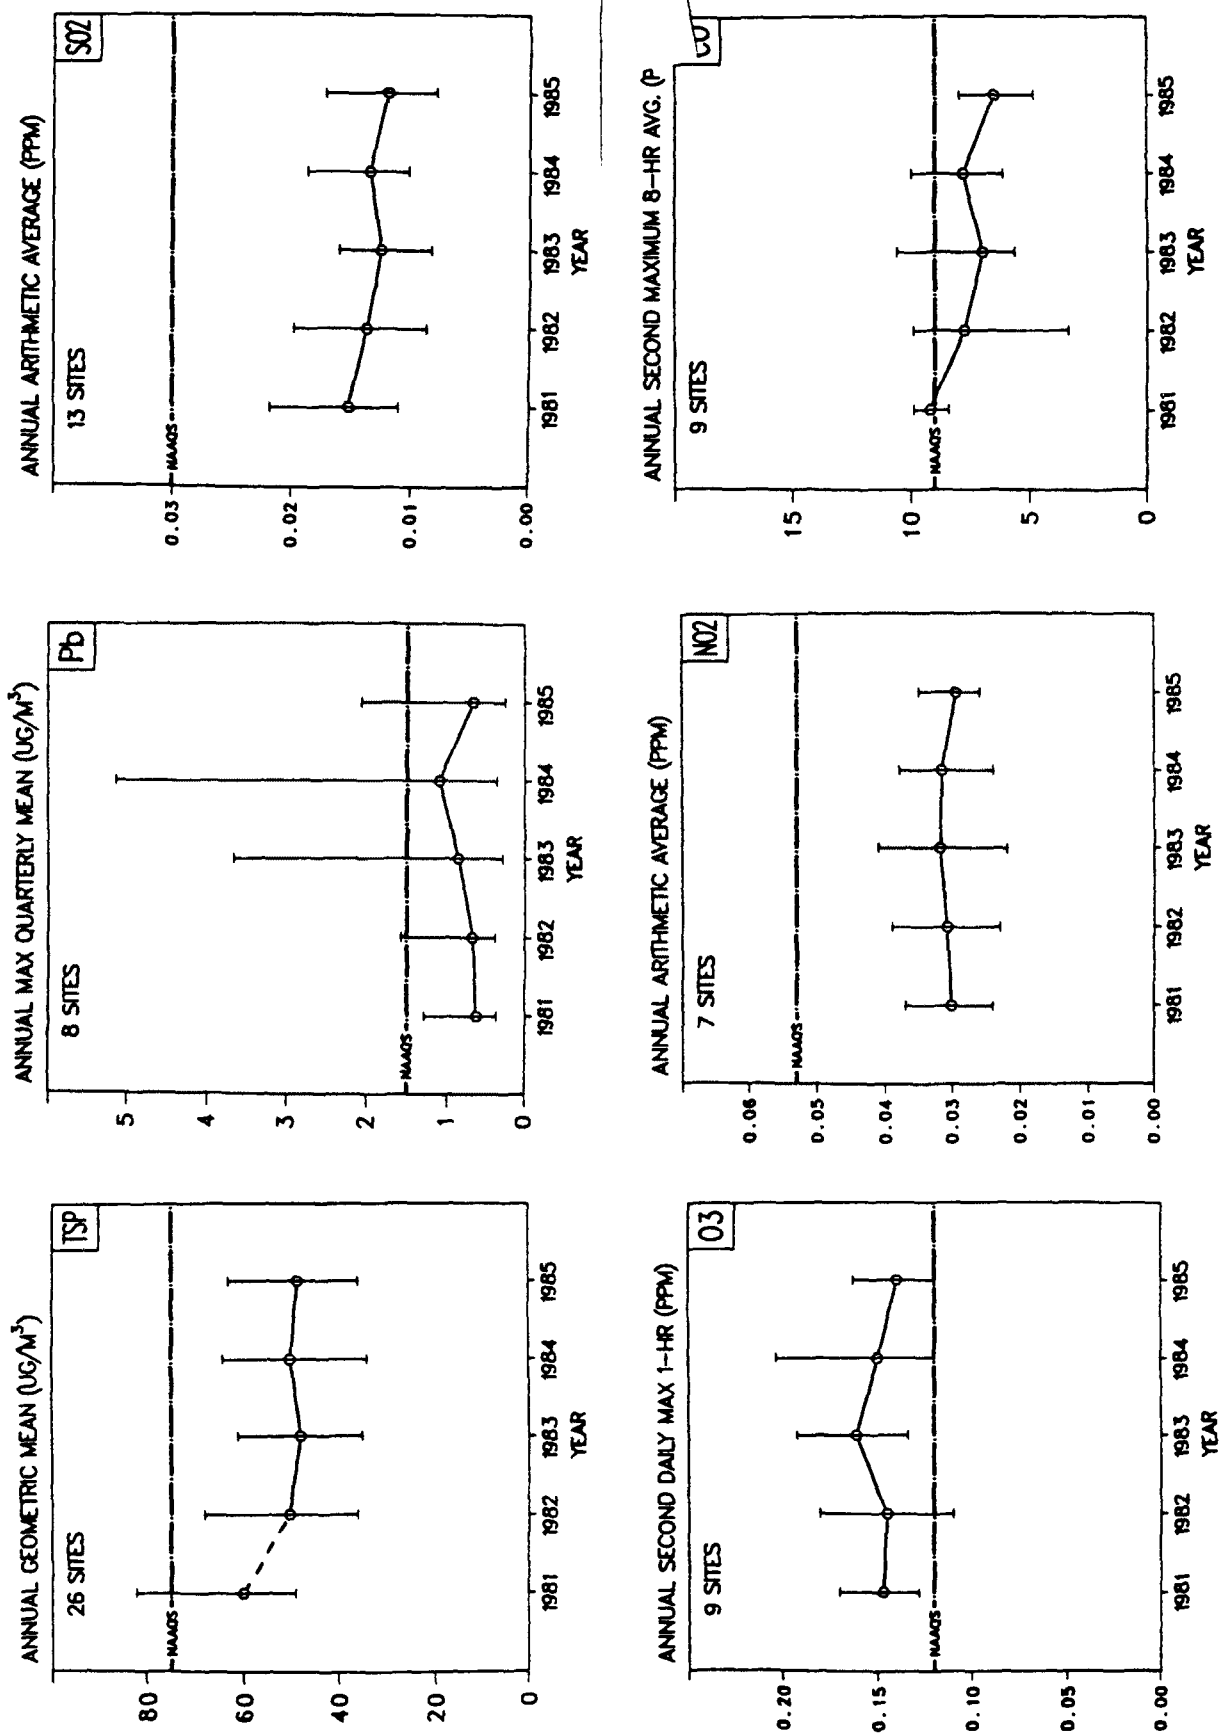 ANNUAL GEOMETRIC MEAN (UG/M³)
TSP
26 SITES
80
60
40
20
0
NAAQS
1981 1982 1983 1984 1985
YEAR
ANNUAL MAX QUARTERLY MEAN (UG/M³)
Pb
8 SITES
5
4
3
2
1
0
NAAQS
1981 1982 1983 1984 1985
YEAR
ANNUAL ARITHMETIC AVERAGE (PPM)
SO2
13 SITES
0.03
0.02
0.01
0.00
NAAQS
1981 1982 1983 1984 1985
YEAR
ANNUAL SECOND DAILY MAX 1-HR (PPM)
O3
9 SITES
0.20
0.15
0.10
0.05
0.00
NAAQS
1981 1982 1983 1984 1985
YEAR
ANNUAL ARITHMETIC AVERAGE (PPM)
NO2
7 SITES
0.06
0.05
0.04
0.03
0.02
0.01
0.00
NAAQS
1981 1982 1983 1984 1985
YEAR
ANNUAL SECOND MAXIMUM 8-HR AVG. (P
CO
9 SITES
15
10
5
0
NAAQS
1981 1982 1983 1984 1985
YEAR